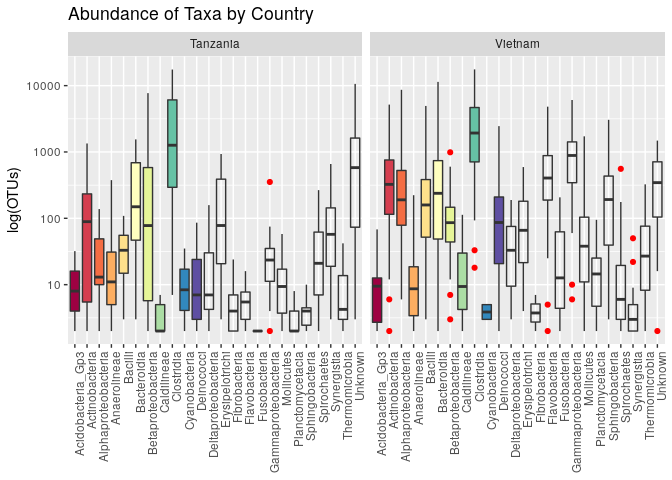 Abundance of Taxa by Country
Tanzania
Vietnam
log(OTUs)
10000
1000
100
10
Acidobacteria_Gp3
Actinobacteria
Alphaproteobacteria
Anaerolineae
Bacilli
Bacteroidia
Betaproteobacteria
Caldilineae
Clostridia
Cyanobacteria
Deinococci
Deltaproteobacteria
Erysipelotrichi
Fibrobacteria
Flavobacteria
Fusobacteria
Gammaproteobacteria
Mollicutes
Planctomycetacia
Sphingobacteria
Spirochaetes
Synergistia
Thermomicrobia
Unknown
Acidobacteria_Gp3
Actinobacteria
Alphaproteobacteria
Anaerolineae
Bacilli
Bacteroidia
Betaproteobacteria
Caldilineae
Clostridia
Cyanobacteria
Deinococci
Deltaproteobacteria
Erysipelotrichi
Fibrobacteria
Flavobacteria
Fusobacteria
Gammaproteobacteria
Mollicutes
Planctomycetacia
Sphingobacteria
Spirochaetes
Synergistia
Thermomicrobia
Unknown